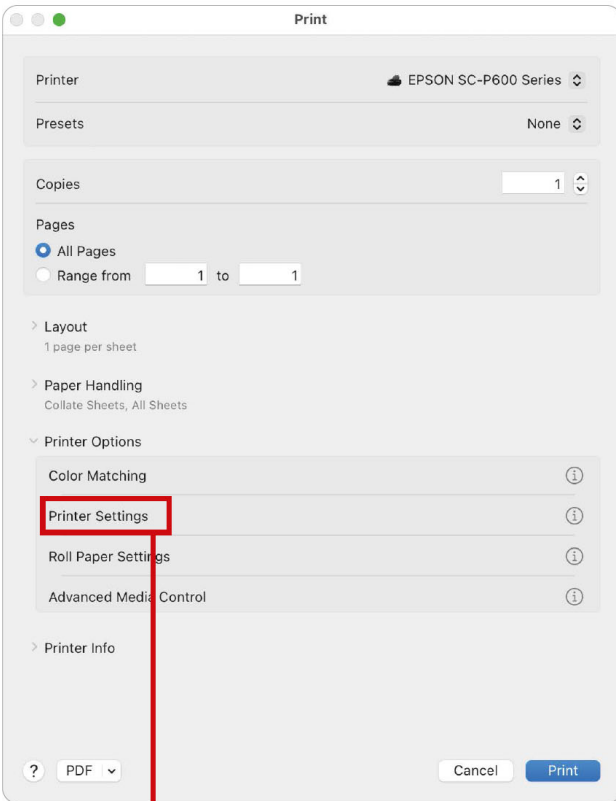 Print
Printer EPSON SC-P600 Series
Presets None
Copies 1
Pages
All Pages
Range from 1 to 1
Layout
1 page per sheet
Paper Handling
Collate Sheets, All Sheets
Printer Options
Color Matching
Printer Settings
Roll Paper Settings
Advanced Media Control
Printer Info
? PDF Cancel Print